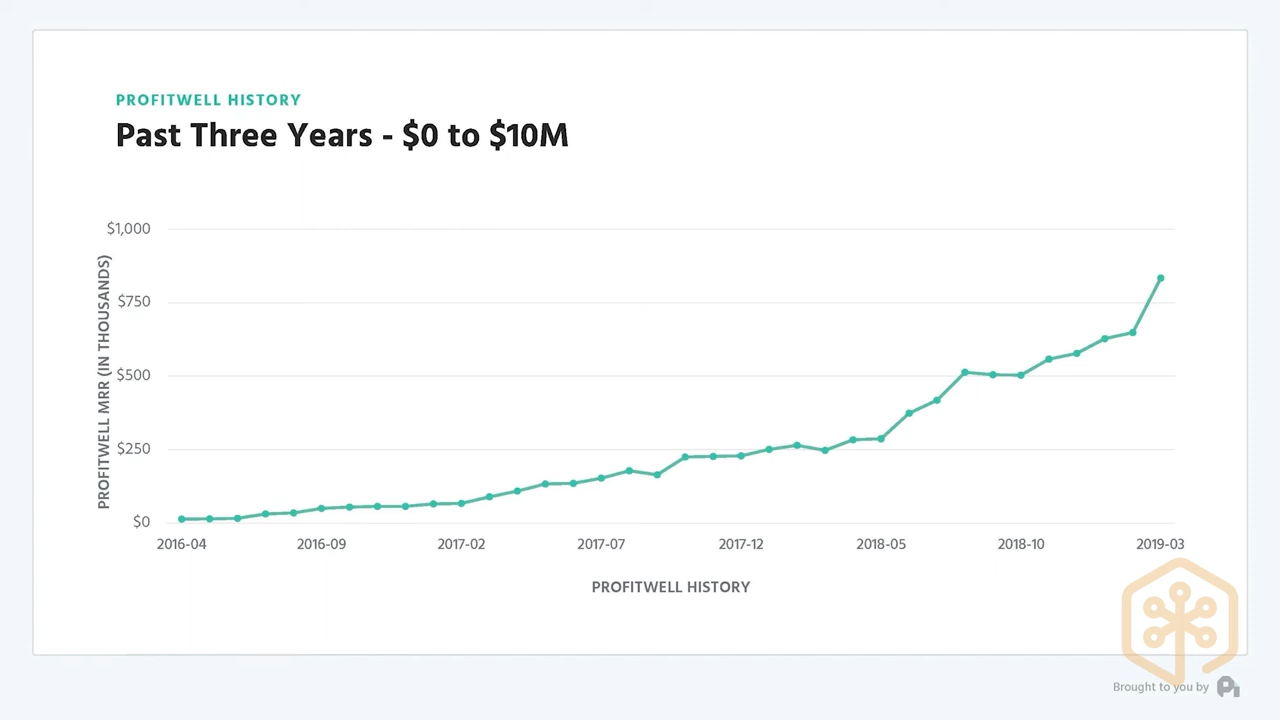 PROFITWELL HISTORY
Past Three Years - $0 to $10M
PROFITWELL MRR (IN THOUSANDS)
$1,000
$750
$500
$250
$0
2016-04 2016-09 2017-02 2017-07 2017-12 2018-05 2018-10 2019-03
PROFITWELL HISTORY
Brought to you by